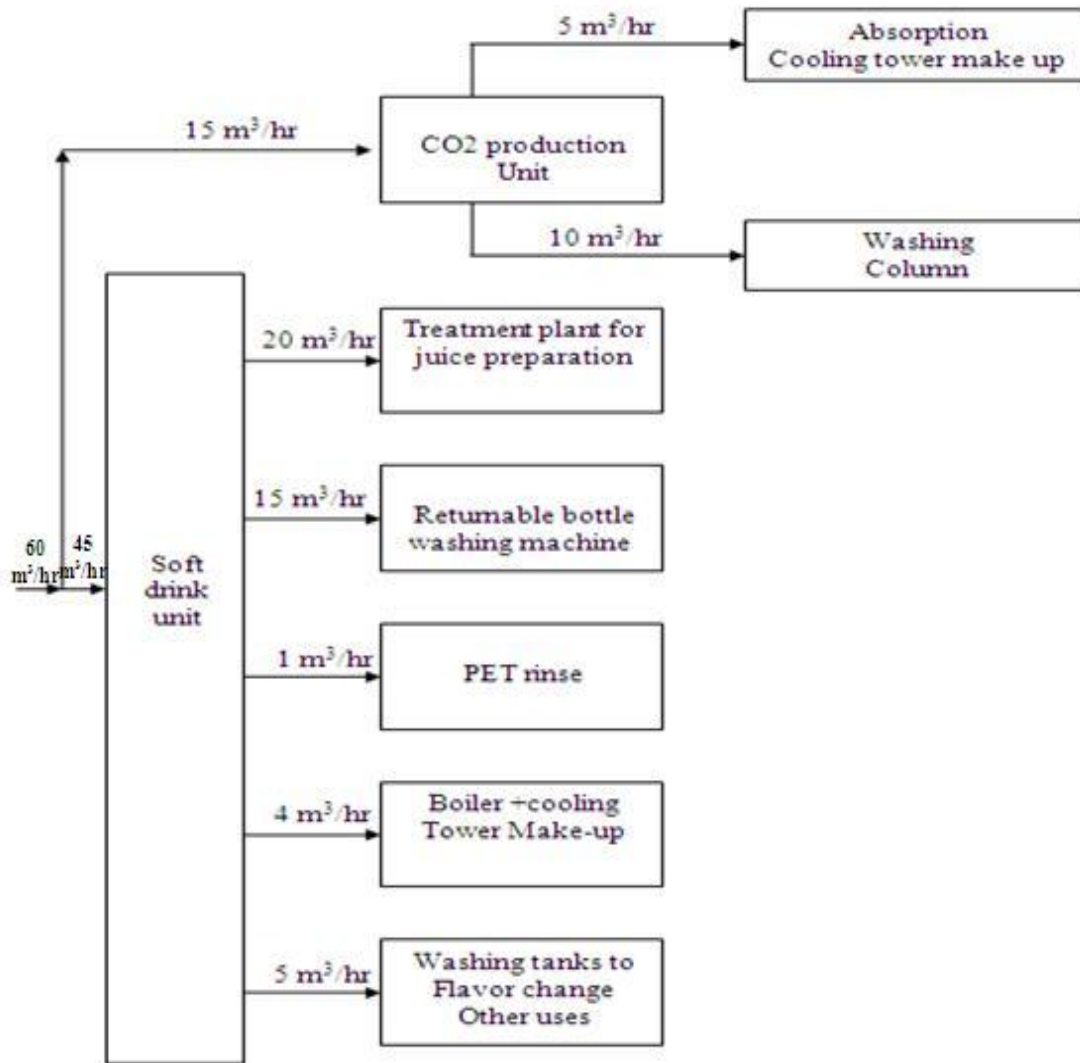 5 m³/hr
Absorption
Cooling tower make up
15 m³/hr
CO2 production
Unit
10 m³/hr
Washing
Column
20 m³/hr
Treatment plant for
juice preparation
15 m³/hr
Returnable bottle
washing machine
60
m³/hr
45
m³/hr
Soft
drink
unit
1 m³/hr
PET rinse
4 m³/hr
Boiler +cooling
Tower Make-up
5 m³/hr
Washing tanks to
Flavor change
Other uses